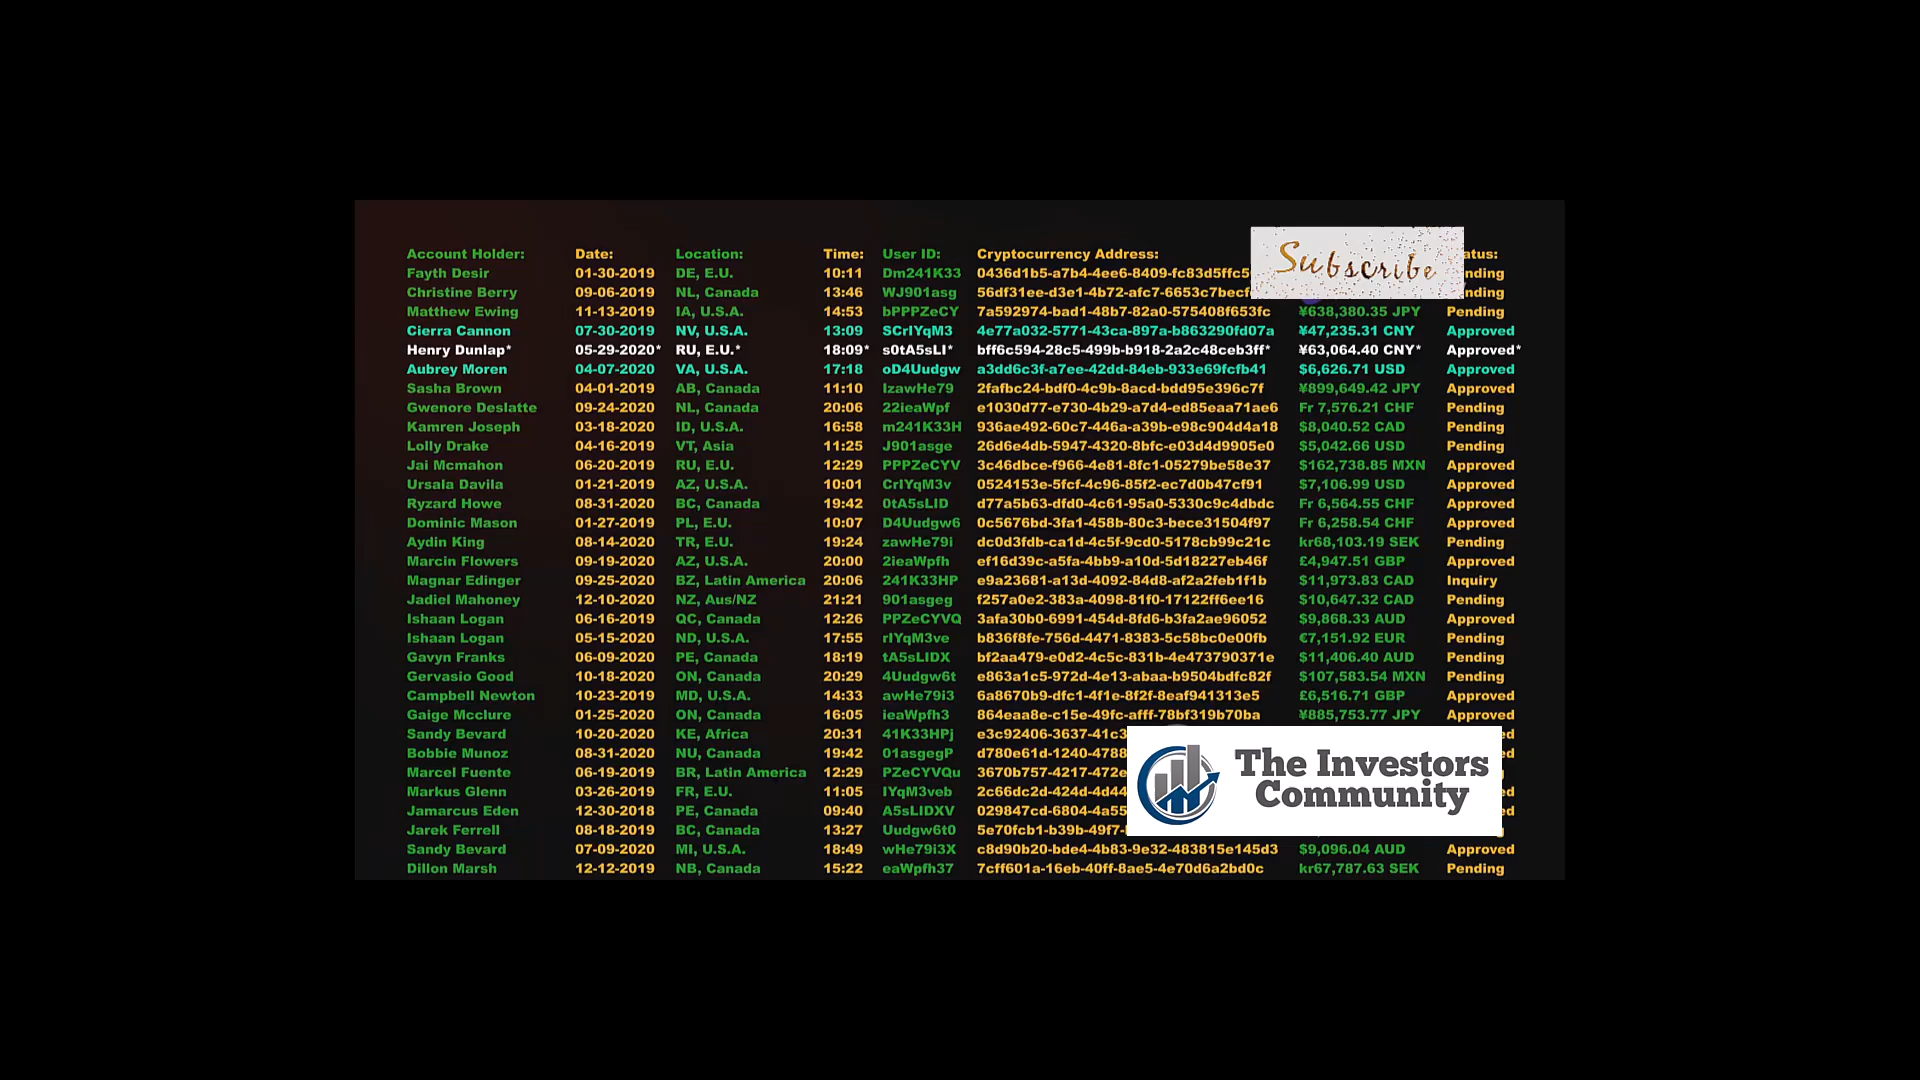 Account Holder: Date: Location: Time: User ID: Cryptocurrency Address: atus:
Subscribe
Fayth Desir 01-30-2019 DE, E.U. 10:11 Dm241K33 0436d1b5-a7b4-4ee6-8409-fc83d5ffc5 nding
Christine Berry 09-06-2019 NL, Canada 13:46 WJ901asg 56df31ee-d3e1-4b72-afc7-6653c7becf nding
Matthew Ewing 11-13-2019 IA, U.S.A. 14:53 bPPPZeCY 7a592974-bad1-48b7-82a0-575408f653fc ¥638,380.35 JPY Pending
Cierra Cannon 07-30-2019 NV, U.S.A. 13:09 SCrIYqM3 4e77a032-5771-43ca-897a-b863290fd07a ¥47,235.31 CNY Approved
Henry Dunlap* 05-29-2020* RU, E.U.* 18:09* s0tA5sLI* bff6c594-28c5-499b-b918-2a2c48ceb3ff* ¥63,064.40 CNY* Approved*
Aubrey Moren 04-07-2020 VA, U.S.A. 17:18 oD4Uudgw a3dd6c3f-a7ee-42dd-84eb-933e69fcfb41 $6,626.71 USD Approved
Sasha Brown 04-01-2019 AB, Canada 11:10 IzawHe79 2fafbc24-bdf0-4c9b-8acd-bdd95e396c7f ¥899,649.42 JPY Approved
Gwenore Deslatte 09-24-2020 NL, Canada 20:06 22ieaWpf e1030d77-e730-4b29-a7d4-ed85eaa71ae6 Fr 7,576.21 CHF Pending
Kamren Joseph 03-18-2020 ID, U.S.A. 16:58 m241K33H 936ae492-60c7-446a-a39b-e98c904d4a18 $8,040.52 CAD Pending
Lolly Drake 04-16-2019 VT, Asia 11:25 J901asge 26d6e4db-5947-4320-8bfc-e03d4d9905e0 $5,042.66 USD Pending
Jai Mcmahon 06-20-2019 RU, E.U. 12:29 PPPZeCYV 3c46dbce-f966-4e81-8fc1-05279be58e37 $162,738.85 MXN Approved
Ursala Davila 01-21-2019 AZ, U.S.A. 10:01 CrIYqM3v 0524153e-5fcf-4c96-85f2-ec7d0b47cf91 $7,106.99 USD Approved
Ryzard Howe 08-31-2020 BC, Canada 19:42 0tA5sLID d77a5b63-dfd0-4c61-95a0-5330c9c4dbdc Fr 6,564.55 CHF Approved
Dominic Mason 01-27-2019 PL, E.U. 10:07 D4Uudgw6 0c5676bd-3fa1-458b-80c3-bece31504f97 Fr 6,258.54 CHF Approved
Aydin King 08-14-2020 TR, E.U. 19:24 zawHe79i dc0d3fdb-ca1d-4c5f-9cd0-5178cb99c21c kr68,103.19 SEK Pending
Marcin Flowers 09-19-2020 AZ, U.S.A. 20:00 2ieaWpfh ef16d39c-a5fa-4bb9-a10d-5d18227eb46f £4,947.51 GBP Approved
Magnar Edinger 09-25-2020 BZ, Latin America 20:06 241K33HP e9a23681-a13d-4092-84d8-af2a2feb1f1b $11,973.83 CAD Inquiry
Jadiel Mahoney 12-10-2020 NZ, Aus/NZ 21:21 901asgeg f257a0e2-383a-4098-81f0-17122ff6ee16 $10,647.32 CAD Pending
Ishaan Logan 06-16-2019 QC, Canada 12:26 PPZeCYVQ 3afa30b0-6991-454d-8fd6-b3fa2ae96052 $9,868.33 AUD Approved
Ishaan Logan 05-15-2020 ND, U.S.A. 17:55 rIYqM3ve b836f8fe-756d-4471-8383-5c58bc0e00fb €7,151.92 EUR Pending
Gavyn Franks 06-09-2020 PE, Canada 18:19 tA5sLIDX bf2aa479-e0d2-4c5c-831b-4e473790371e $11,406.40 AUD Pending
Gervasio Good 10-18-2020 ON, Canada 20:29 4Uudgw6t e863a1c5-972d-4e13-abaa-b9504bdfc82f $107,583.54 MXN Pending
Campbell Newton 10-23-2019 MD, U.S.A. 14:33 awHe79i3 6a8670b9-dfc1-4f1e-8f2f-8eaf941313e5 £6,516.71 GBP Approved
Gaige Mcclure 01-25-2020 ON, Canada 16:05 ieaWpfh3 864eaa8e-c15e-49fc-afff-78bf319b70ba ¥885,753.77 JPY Approved
Sandy Bevard 10-20-2020 KE, Africa 20:31 41K33HPj e3c92406-3637-41c3 ed
Bobbie Munoz 08-31-2020 NU, Canada 19:42 01asgegP d780e61d-1240-4788 ed
Marcel Fuente 06-19-2019 BR, Latin America 12:29 PZeCYVQu 3670b757-4217-472e
Markus Glenn 03-26-2019 FR, E.U. 11:05 IYqM3veb 2c66dc2d-424d-4d44 ed
Jamarcus Eden 12-30-2018 PE, Canada 09:40 A5sLIDXV 029847cd-6804-4a55 ed
Jarek Ferrell 08-18-2019 BC, Canada 13:27 Uudgw6t0 5e70fcb1-b39b-49f7-
The Investors
Community
Sandy Bevard 07-09-2020 MI, U.S.A. 18:49 wHe79i3X c8d90b20-bde4-4b83-9e32-483815e145d3 $9,096.04 AUD Approved
Dillon Marsh 12-12-2019 NB, Canada 15:22 eaWpfh37 7cff601a-16eb-40ff-8ae5-4e70d6a2bd0c kr67,787.63 SEK Pending